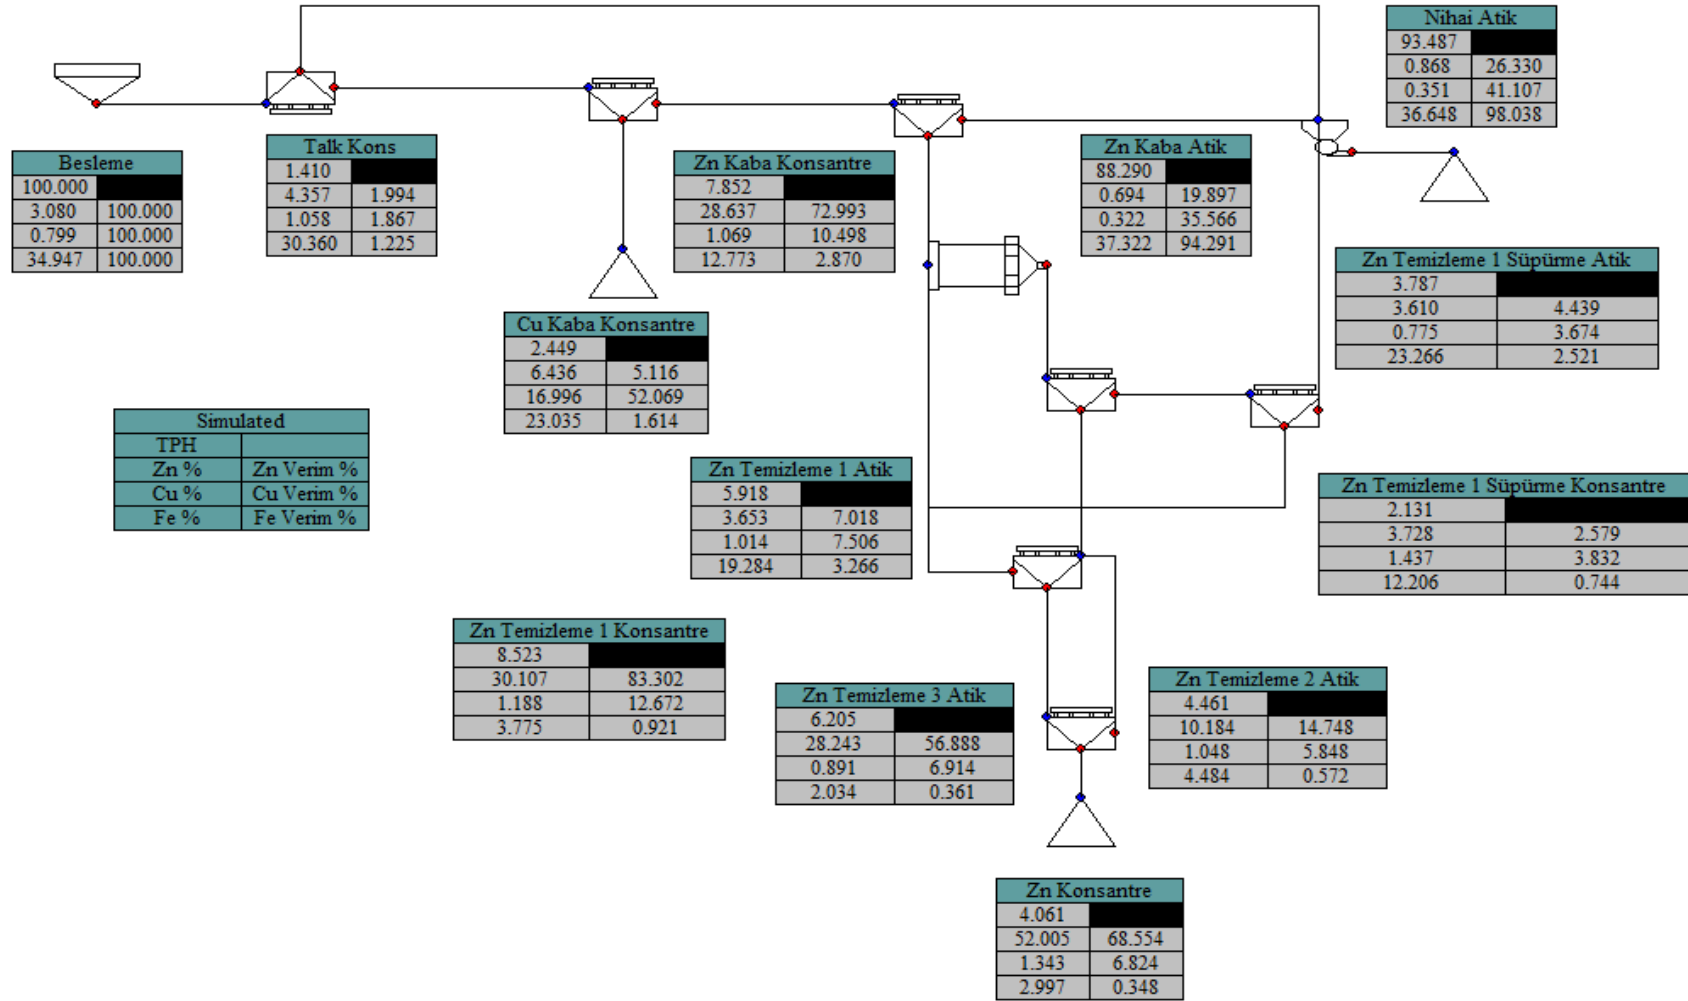 Nihai Atik
93.487
0.868 26.330
0.351 41.107
36.648 98.038
Besleme
100.000
3.080 100.000
0.799 100.000
34.947 100.000
Talk Kons
1.410
4.357 1.994
1.058 1.867
30.360 1.225
Zn Kaba Konsantre
7.852
28.637 72.993
1.069 10.498
12.773 2.870
Zn Kaba Atik
88.290
0.694 19.897
0.322 35.566
37.322 94.291
Zn Temizleme 1 Süpürme Atik
3.787
3.610 4.439
0.775 3.674
23.266 2.521
Cu Kaba Konsantre
2.449
6.436 5.116
16.996 52.069
23.035 1.614
Simulated
TPH
Zn % Zn Verim %
Cu % Cu Verim %
Fe % Fe Verim %
Zn Temizleme 1 Atik
5.918
3.653 7.018
1.014 7.506
19.284 3.266
Zn Temizleme 1 Süpürme Konsantre
2.131
3.728 2.579
1.437 3.832
12.206 0.744
Zn Temizleme 1 Konsantre
8.523
30.107 83.302
1.188 12.672
3.775 0.921
Zn Temizleme 3 Atik
6.205
28.243 56.888
0.891 6.914
2.034 0.361
Zn Temizleme 2 Atik
4.461
10.184 14.748
1.048 5.848
4.484 0.572
Zn Konsantre
4.061
52.005 68.554
1.343 6.824
2.997 0.348